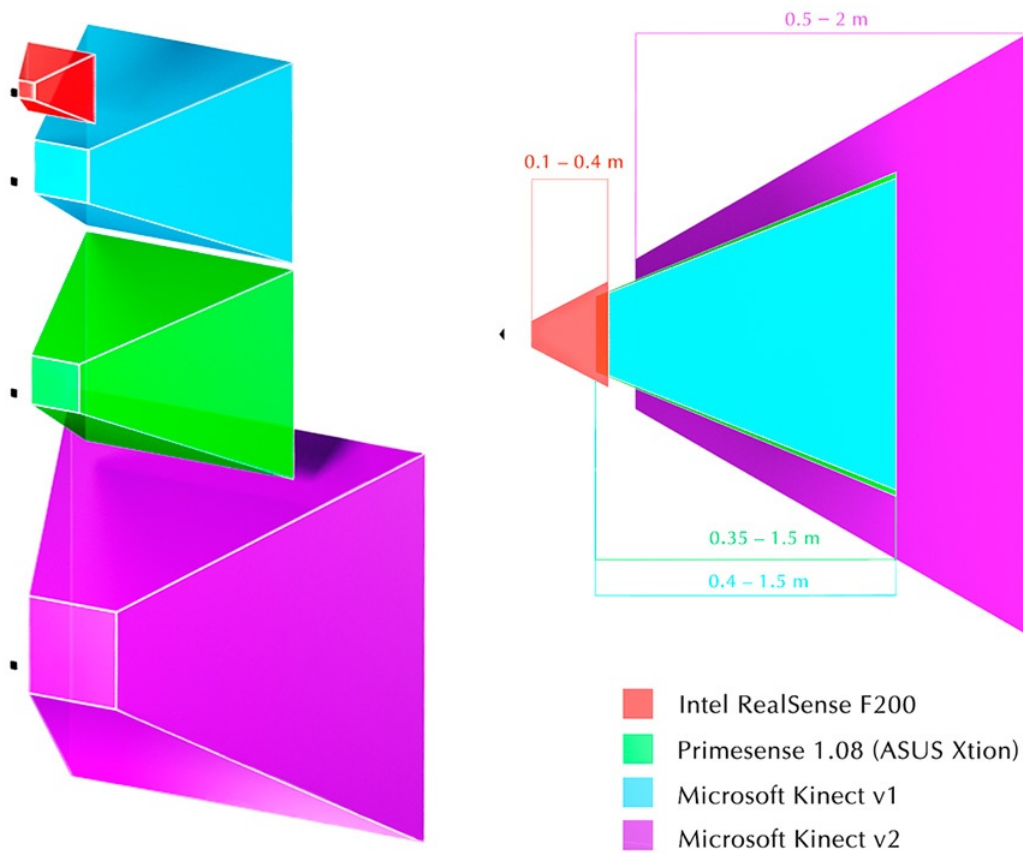 0.5 – 2 m
0.1 – 0.4 m
0.35 – 1.5 m
0.4 – 1.5 m
Intel RealSense F200
Primesense 1.08 (ASUS Xtion)
Microsoft Kinect v1
Microsoft Kinect v2